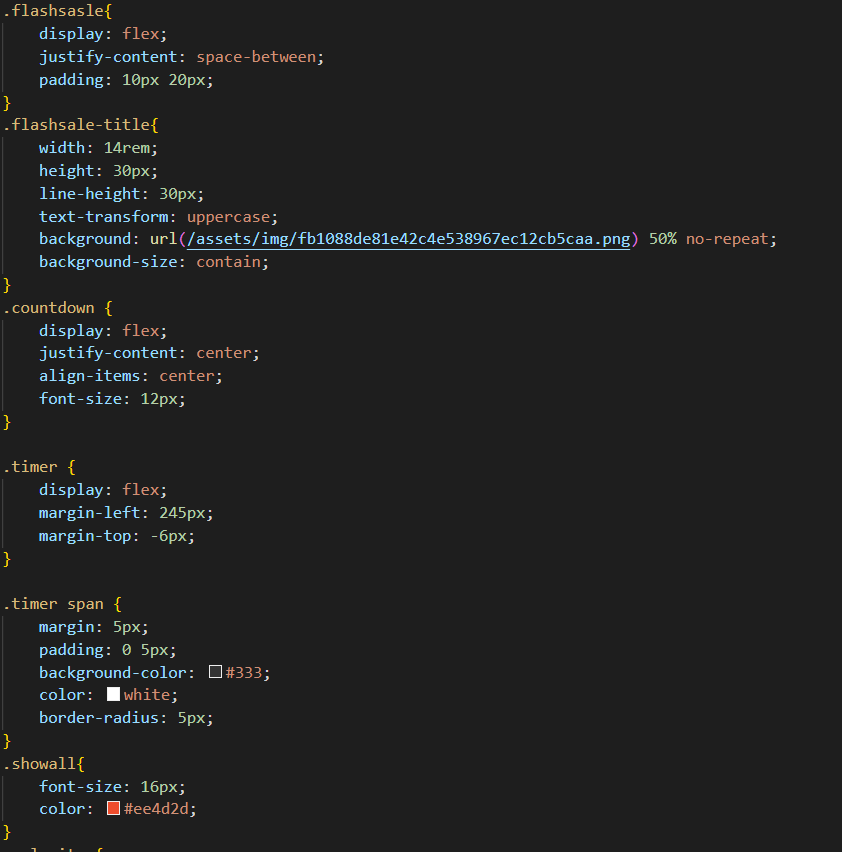 .flashsasle{
    display: flex;
    justify-content: space-between;
    padding: 10px 20px;
}
.flashsale-title{
    width: 14rem;
    height: 30px;
    line-height: 30px;
    text-transform: uppercase;
    background: url(/assets/img/fb1088de81e42c4e538967ec12cb5caa.png) 50% no-repeat;
    background-size: contain;
}
.countdown {
    display: flex;
    justify-content: center;
    align-items: center;
    font-size: 12px;
}

.timer {
    display: flex;
    margin-left: 245px;
    margin-top: -6px;
}

.timer span {
    margin: 5px;
    padding: 0 5px;
    background-color: #333;
    color: white;
    border-radius: 5px;
}
.showall{
    font-size: 16px;
    color: #ee4d2d;
}